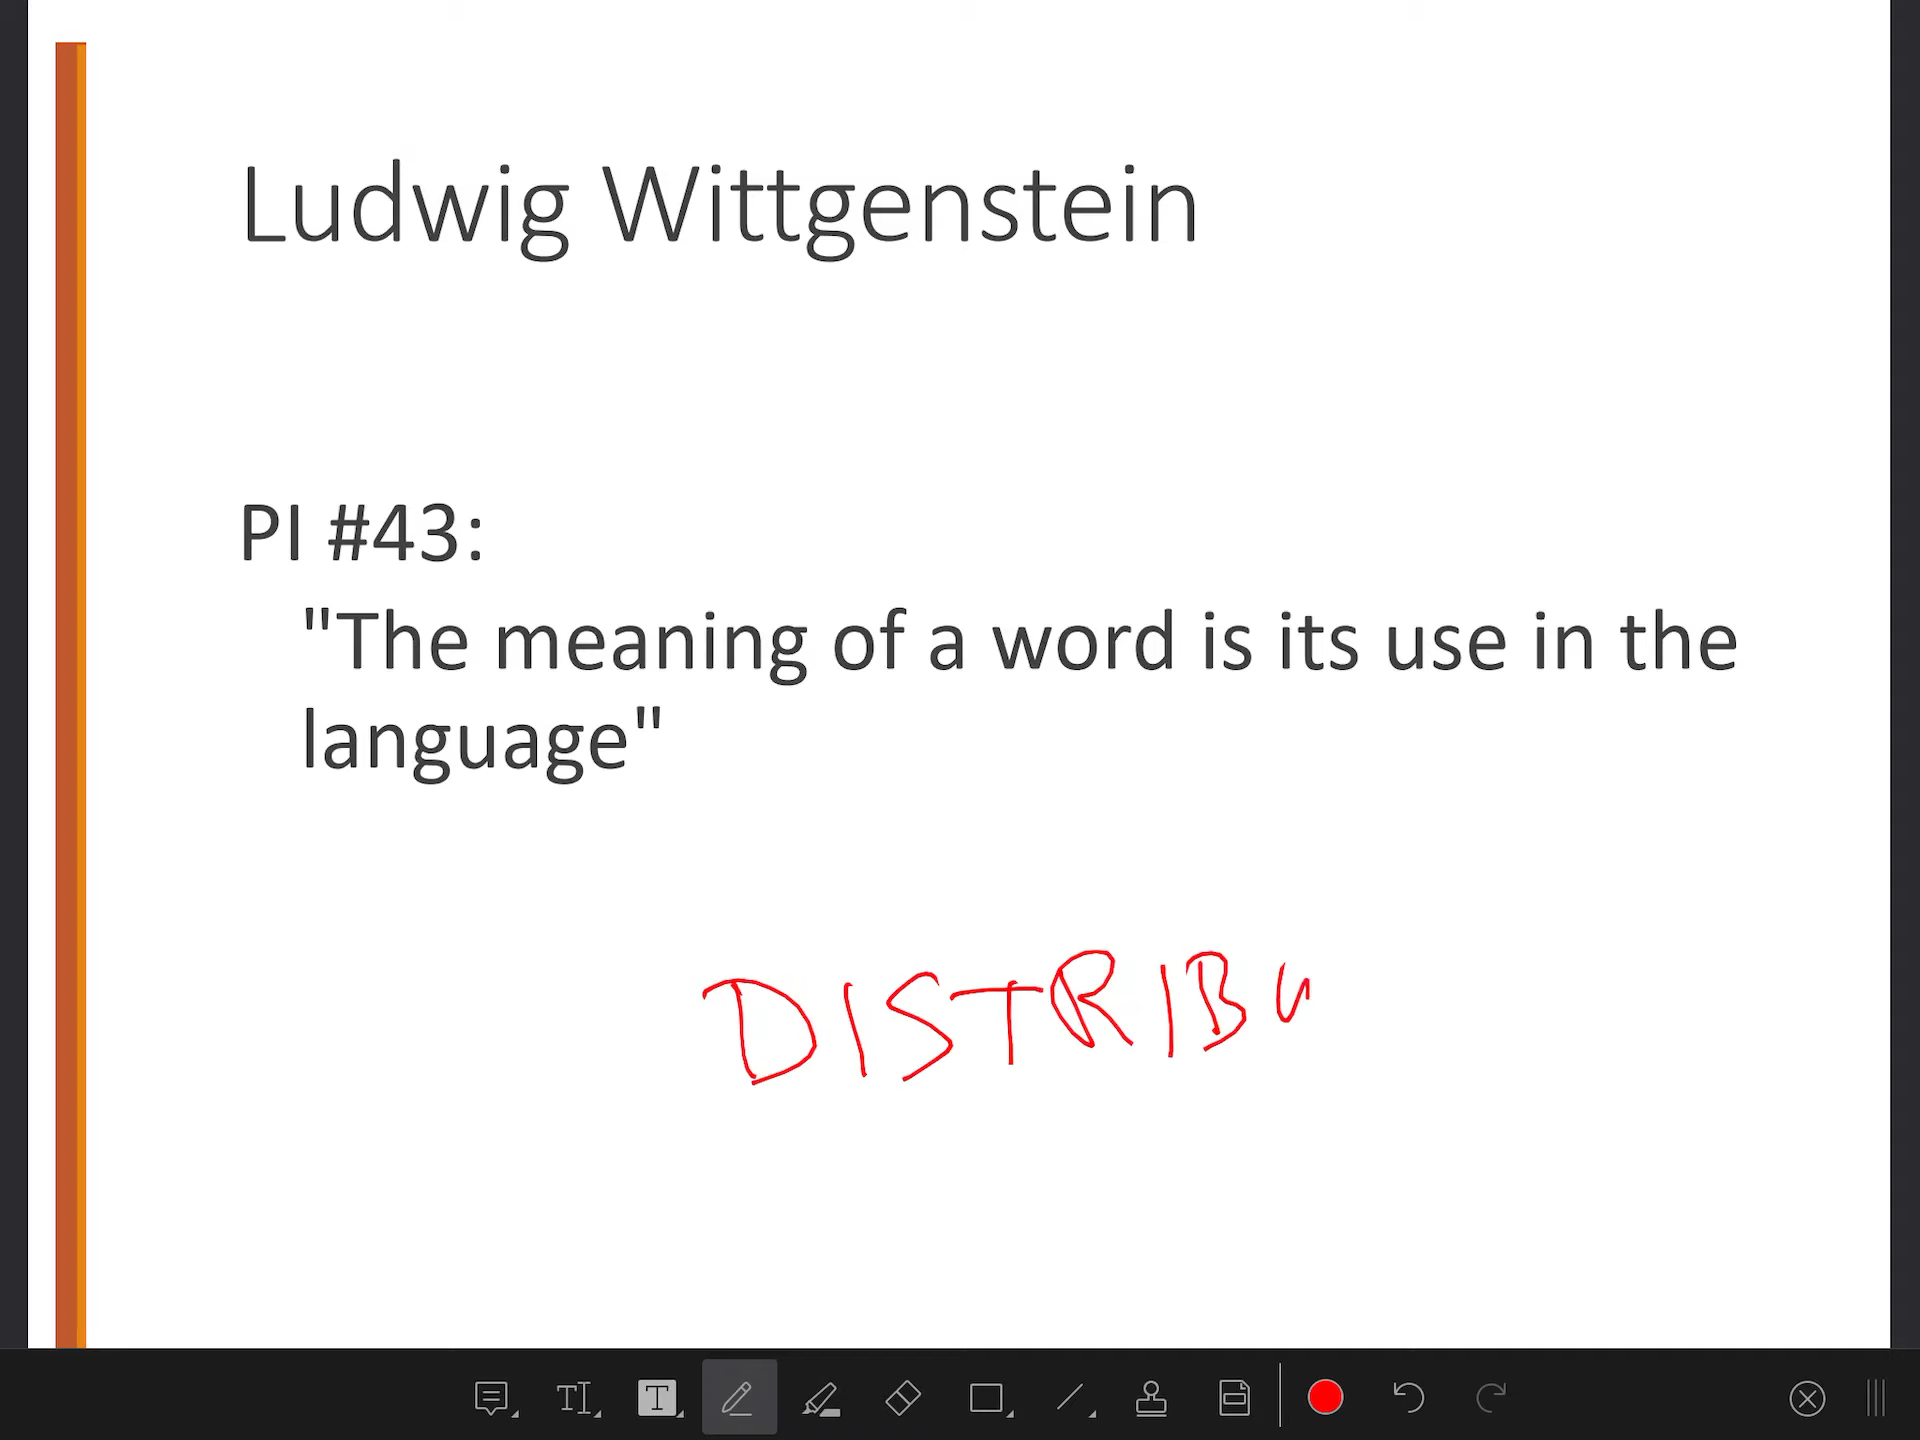 Ludwig Wittgenstein
PI #43:
"The meaning of a word is its use in the
language"
DISTRIBU